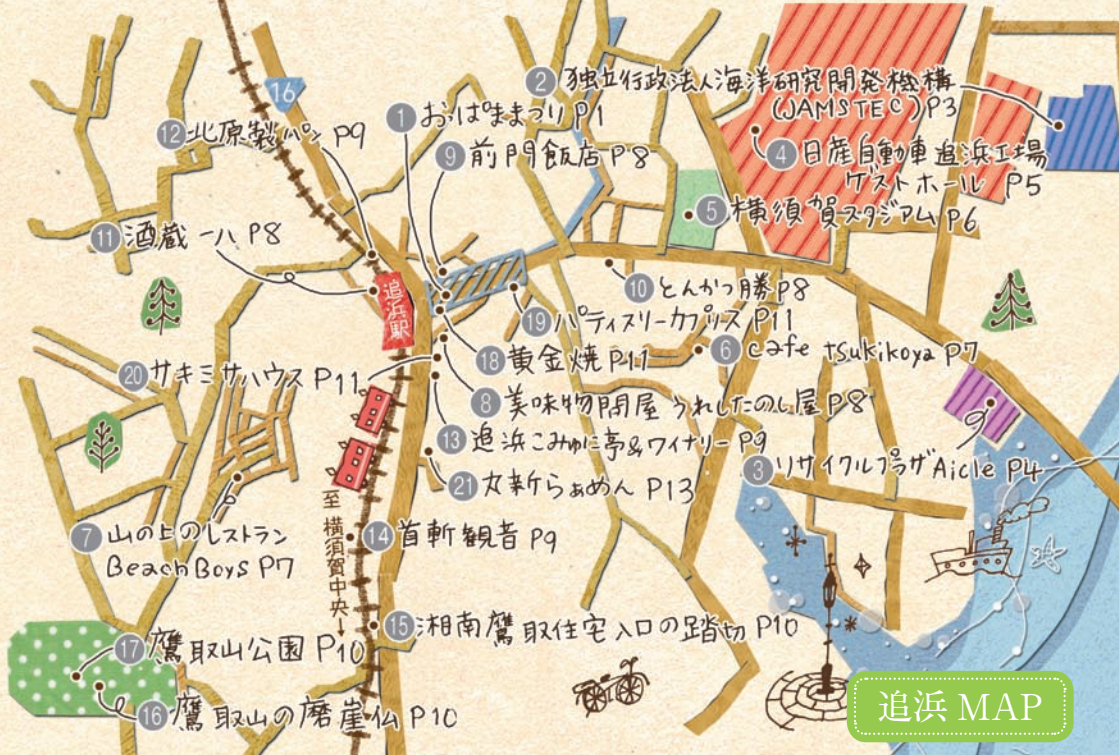 16
② 独立行政法人海洋研究開発機構
(JAMSTEC) P3
① おっぱままつり P1
⑫ 北原製パン P9
⑨ 前門飯店 P8
④ 日産自動車追浜工場
ゲストホール P5
⑤ 横須賀スタジアム P6
⑪ 酒蔵一八 P8
⑩ とんかつ勝 P8
追浜駅
⑲ パティスリーカプリス P11
⑱ 黄金焼 P11
⑥ cafe tsukikoya P7
⑳ サキミサハウス P11
⑧ 美味物問屋うれしたのし屋 P8
⑬ 追浜こみゅに亭&ワイナリー P9
③ リサイクルプラザAicle P4
㉑ 丸新らぁめん P13
至横須賀中央→
⑦ 山の上のレストラン
Beach Boys P7
⑭ 首斬観音 P9
⑮ 湘南鷹取住宅入口の踏切 P10
⑰ 鷹取山公園 P10
⑯ 鷹取山の磨崖仏 P10
追浜 MAP